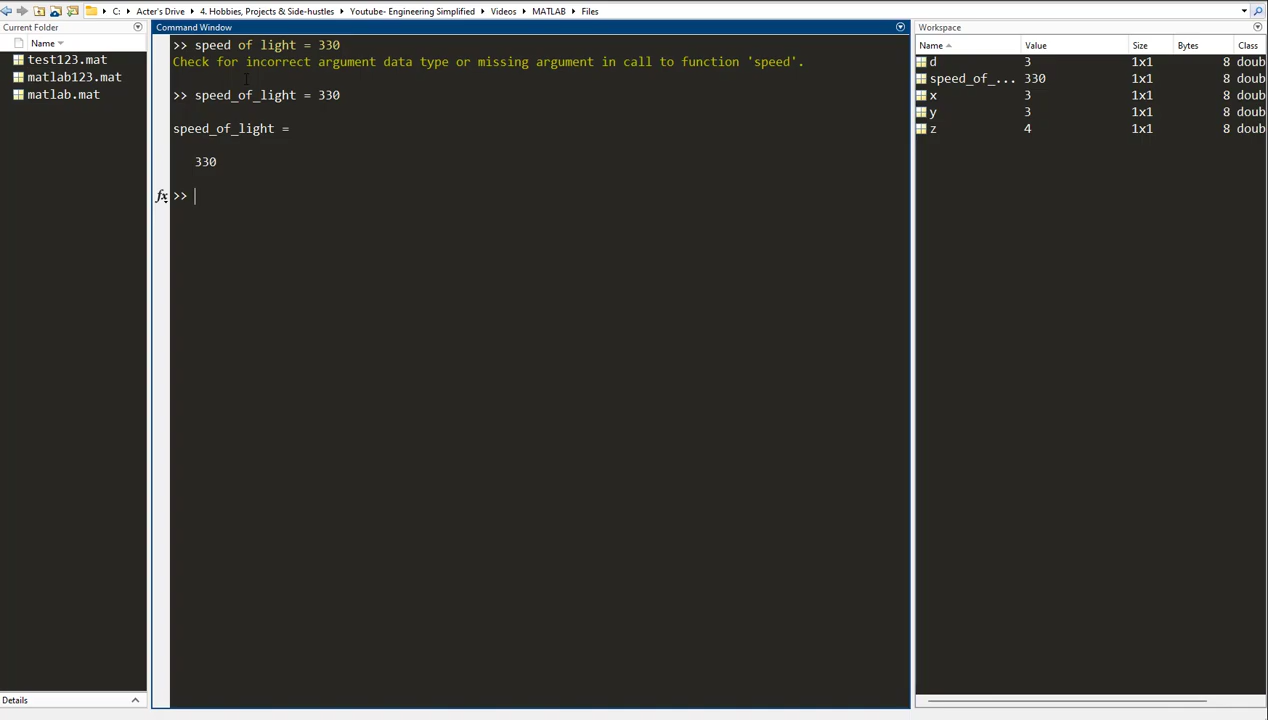 C: ▸ Acter's Drive ▸ 4. Hobbies, Projects & Side-hustles ▸ Youtube- Engineering Simplified ▸ Videos ▸ MATLAB ▸ Files
Current Folder
Name
test123.mat
matlab123.mat
matlab.mat
Details
Command Window
>> speed of light = 330
Check for incorrect argument data type or missing argument in call to function 'speed'.
>> speed_of_light = 330
speed_of_light =
330
fx >>
Workspace
Name Value Size Bytes Class
d 3 1x1 8 doub
speed_of_... 330 1x1 8 doub
x 3 1x1 8 doub
y 3 1x1 8 doub
z 4 1x1 8 doub